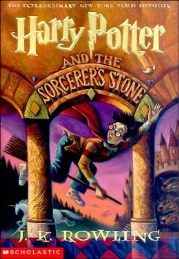 THE EXTRAORDINARY NEW YORK TIMES BESTSELLER
Harry Potter
AND THE
SORCERER'S STONE
J. K. ROWLING
SCHOLASTIC